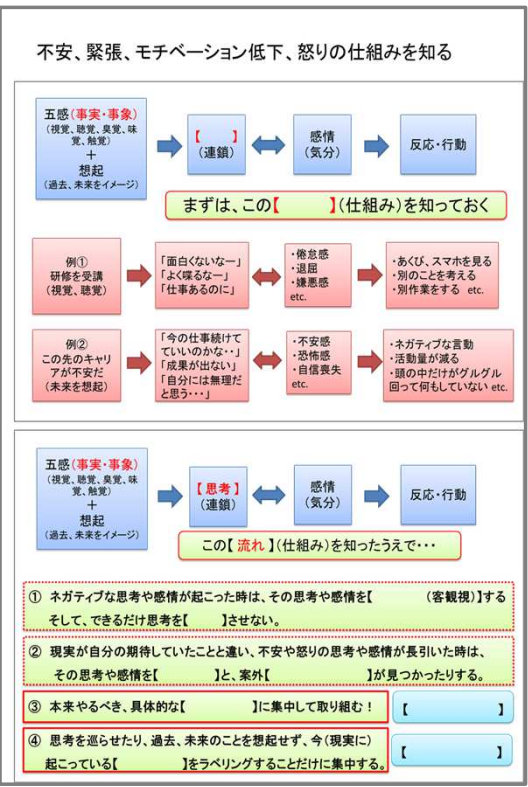 不安、緊張、モチベーション低下、怒りの仕組みを知る
五感(事実・事象)
(視覚、聴覚、臭覚、味
覚、触覚)
+
想起
(過去、未来をイメージ)
【　　】
(連鎖)
感情
(気分)
反応・行動
まずは、この【　　　】(仕組み)を知っておく
例①
研修を受講
(視覚、聴覚)
「面白くないなー」
「よく喋るなー」
「仕事あるのに」
・倦怠感
・退屈
・嫌悪感
etc.
・あくび、スマホを見る
・別のことを考える
・別作業をする etc.
例②
この先のキャリ
アが不安だ
(未来を想起)
「今の仕事続けて
ていいのかな・・」
「成果が出ない」
「自分には無理だ
と思う・・・」
・不安感
・恐怖感
・自信喪失
etc.
・ネガティブな言動
・活動量が減る
・頭の中だけがグルグル
回って何もしていない etc.
五感(事実・事象)
(視覚、聴覚、臭覚、味
覚、触覚)
+
想起
(過去、未来をイメージ)
【思考】
(連鎖)
感情
(気分)
反応・行動
この【 流れ 】(仕組み)を知ったうえで・・・
① ネガティブな思考や感情が起こった時は、その思考や感情を【　　　　(客観視)】する
そして、できるだけ思考を【　　　】させない。
② 現実が自分の期待していたことと違い、不安や怒りの思考や感情が長引いた時は、
その思考や感情を【　　　　】と、案外【　　　　　　　】が見つかったりする。
③ 本来やるべき、具体的な【　　　　】に集中して取り組む！
【　　　　　】
④ 思考を巡らせたり、過去、未来のことを想起せず、今(現実に)
起こっている【　　　　】をラベリングすることだけに集中する。
【　　　　　】